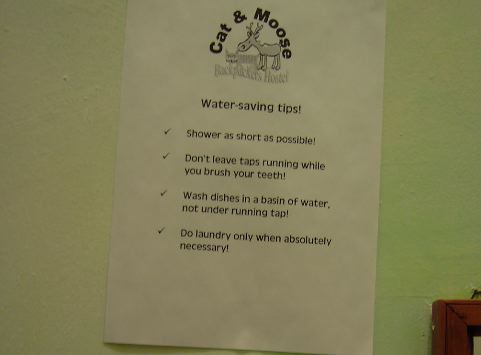 Cat & Moose
Backpackers Hostel
Water-saving tips!
Shower as short as possible!
Don't leave taps running while
you brush your teeth!
Wash dishes in a basin of water,
not under running tap!
Do laundry only when absolutely
necessary!